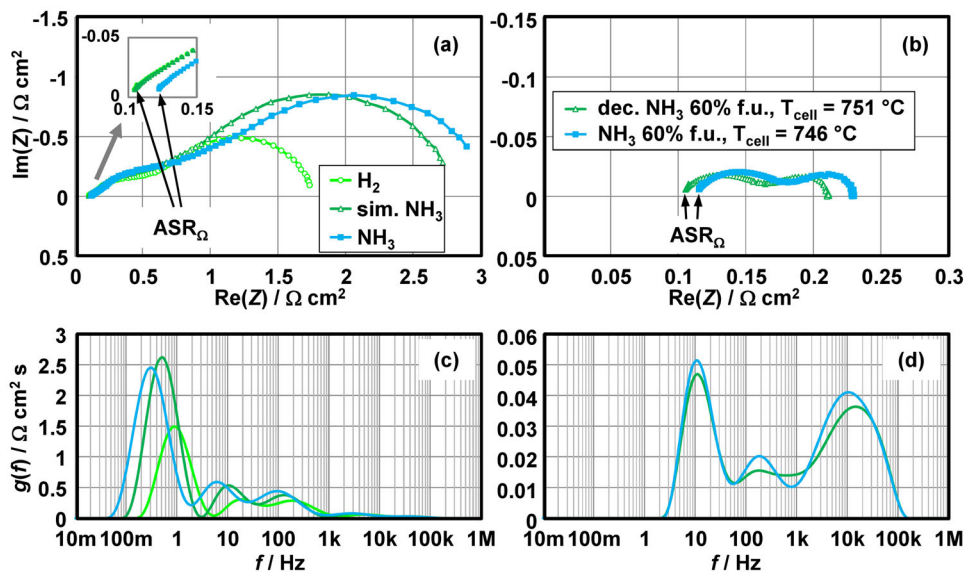 -1.5
-1
-0.5
0
0.5
Im(Z) / Ω cm²
(a)
-0.05
0
0.1
0.15
ASR_Ω
H₂
sim. NH₃
NH₃
0 0.5 1 1.5 2 2.5 3
Re(Z) / Ω cm²
-0.15
-0.1
-0.05
0
0.05
(b)
dec. NH₃ 60% f.u., T_cell = 751 °C
NH₃ 60% f.u., T_cell = 746 °C
ASR_Ω
0 0.05 0.1 0.15 0.2 0.25 0.3
Re(Z) / Ω cm²
3
2.5
2
1.5
1
0.5
0
g(f) / Ω cm² s
(c)
10m 100m 1 10 100 1k 10k 100k 1M
f / Hz
0.06
0.05
0.04
0.03
0.02
0.01
0
(d)
10m 100m 1 10 100 1k 10k 100k 1M
f / Hz